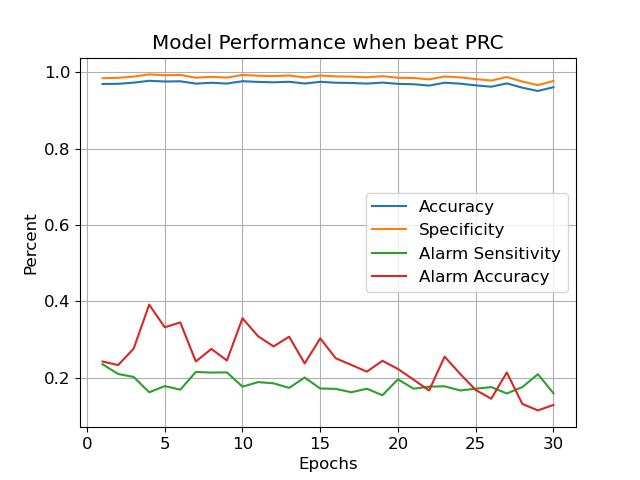 Model Performance when beat PRC
Percent
1.0
0.8
0.6
0.4
0.2
Accuracy
Specificity
Alarm Sensitivity
Alarm Accuracy
0
5
10
15
20
25
30
Epochs